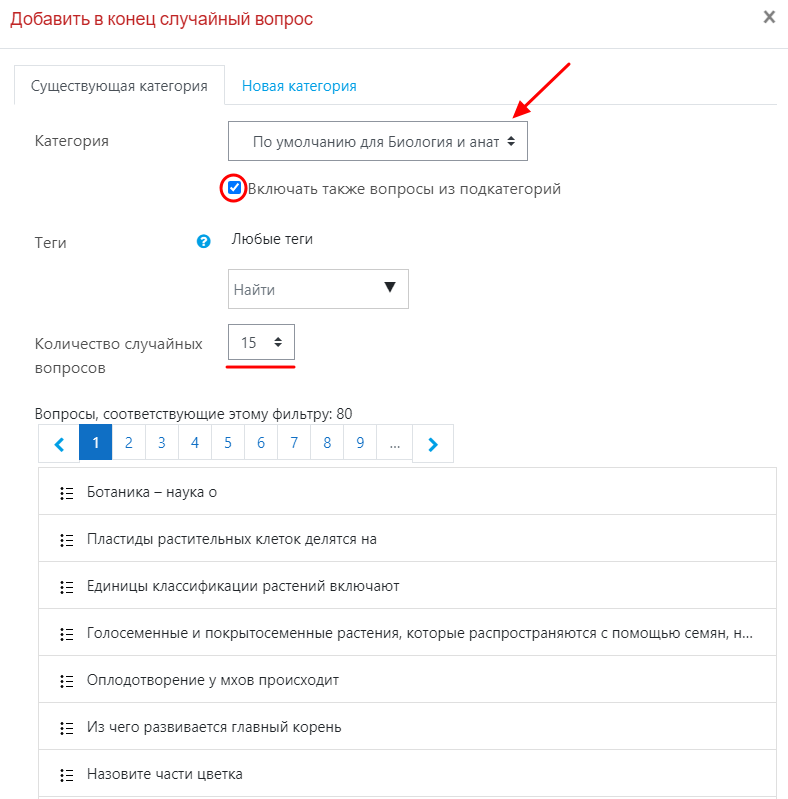 Добавить в конец случайный вопрос
Существующая категория
Новая категория
Категория
По умолчанию для Биология и анат
Включать также вопросы из подкатегорий
Теги
Любые теги
Найти
Количество случайных
вопросов
15
Вопросы, соответствующие этому фильтру: 80
1 2 3 4 5 6 7 8 9 ...
Ботаника – наука о
Пластиды растительных клеток делятся на
Единицы классификации растений включают
Голосеменные и покрытосеменные растения, которые распространяются с помощью семян, н...
Оплодотворение у мхов происходит
Из чего развивается главный корень
Назовите части цветка